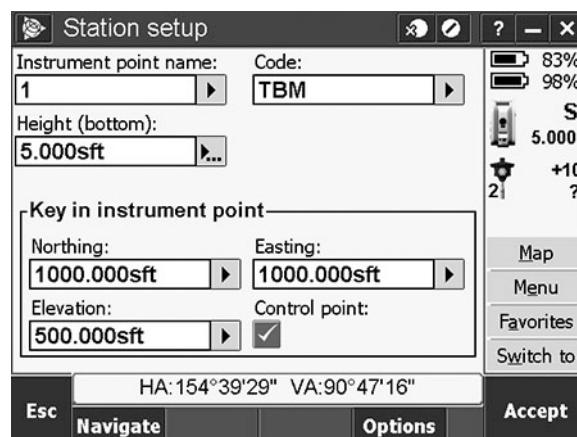 Station setup
? – X
Instrument point name: Code:
1 TBM
Height (bottom):
5.000sft
Key in instrument point
Northing: Easting:
1000.000sft 1000.000sft
Elevation: Control point:
500.000sft
83%
98%
S
5.000
+10
2 ?
Map
Menu
Favorites
Switch to
HA:154°39'29" VA:90°47'16"
Esc
Navigate Options
Accept